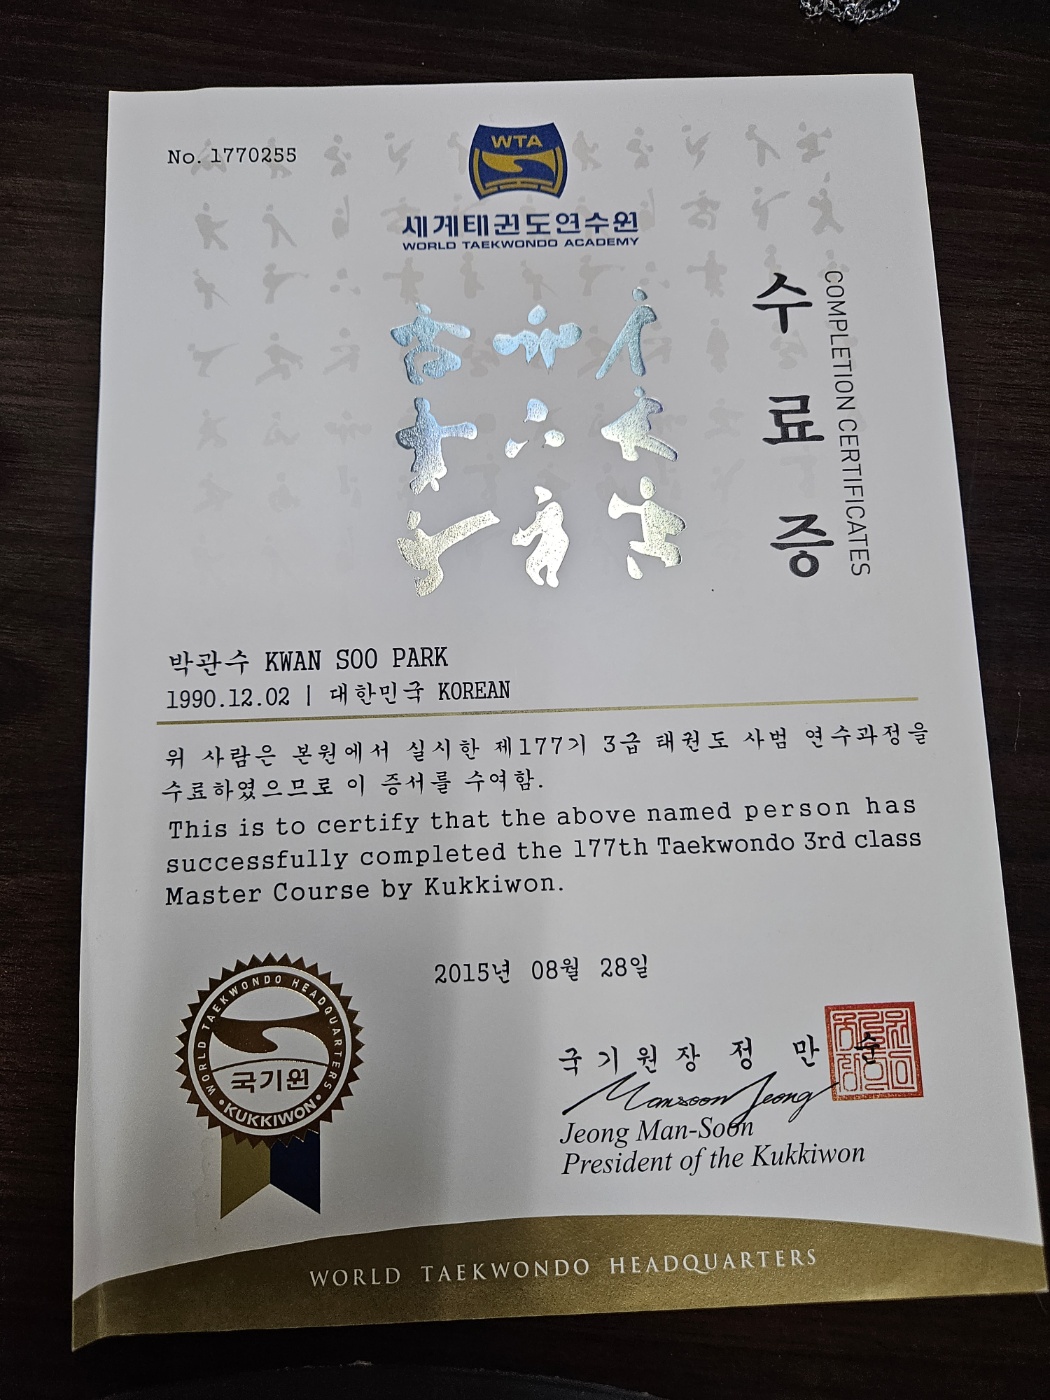 No. 1770255
WTA
세계태권도연수원
WORLD TAEKWONDO ACADEMY
수료증
COMPLETION CERTIFICATES
박관수 KWAN SOO PARK
1990.12.02 | 대한민국 KOREAN
위 사람은 본원에서 실시한 제177기 3급 태권도 사범 연수과정을
수료하였으므로 이 증서를 수여함.
This is to certify that the above named person has
successfully completed the 177th Taekwondo 3rd class
Master Course by Kukkiwon.
2015년 08월 28일
WORLD TAEKWONDO HEADQUARTERS
국기원
KUKKIWON
국 기 원 장 정 만 순
Mansoon Jeong
Jeong Man-Soon
President of the Kukkiwon
WORLD TAEKWONDO HEADQUARTERS